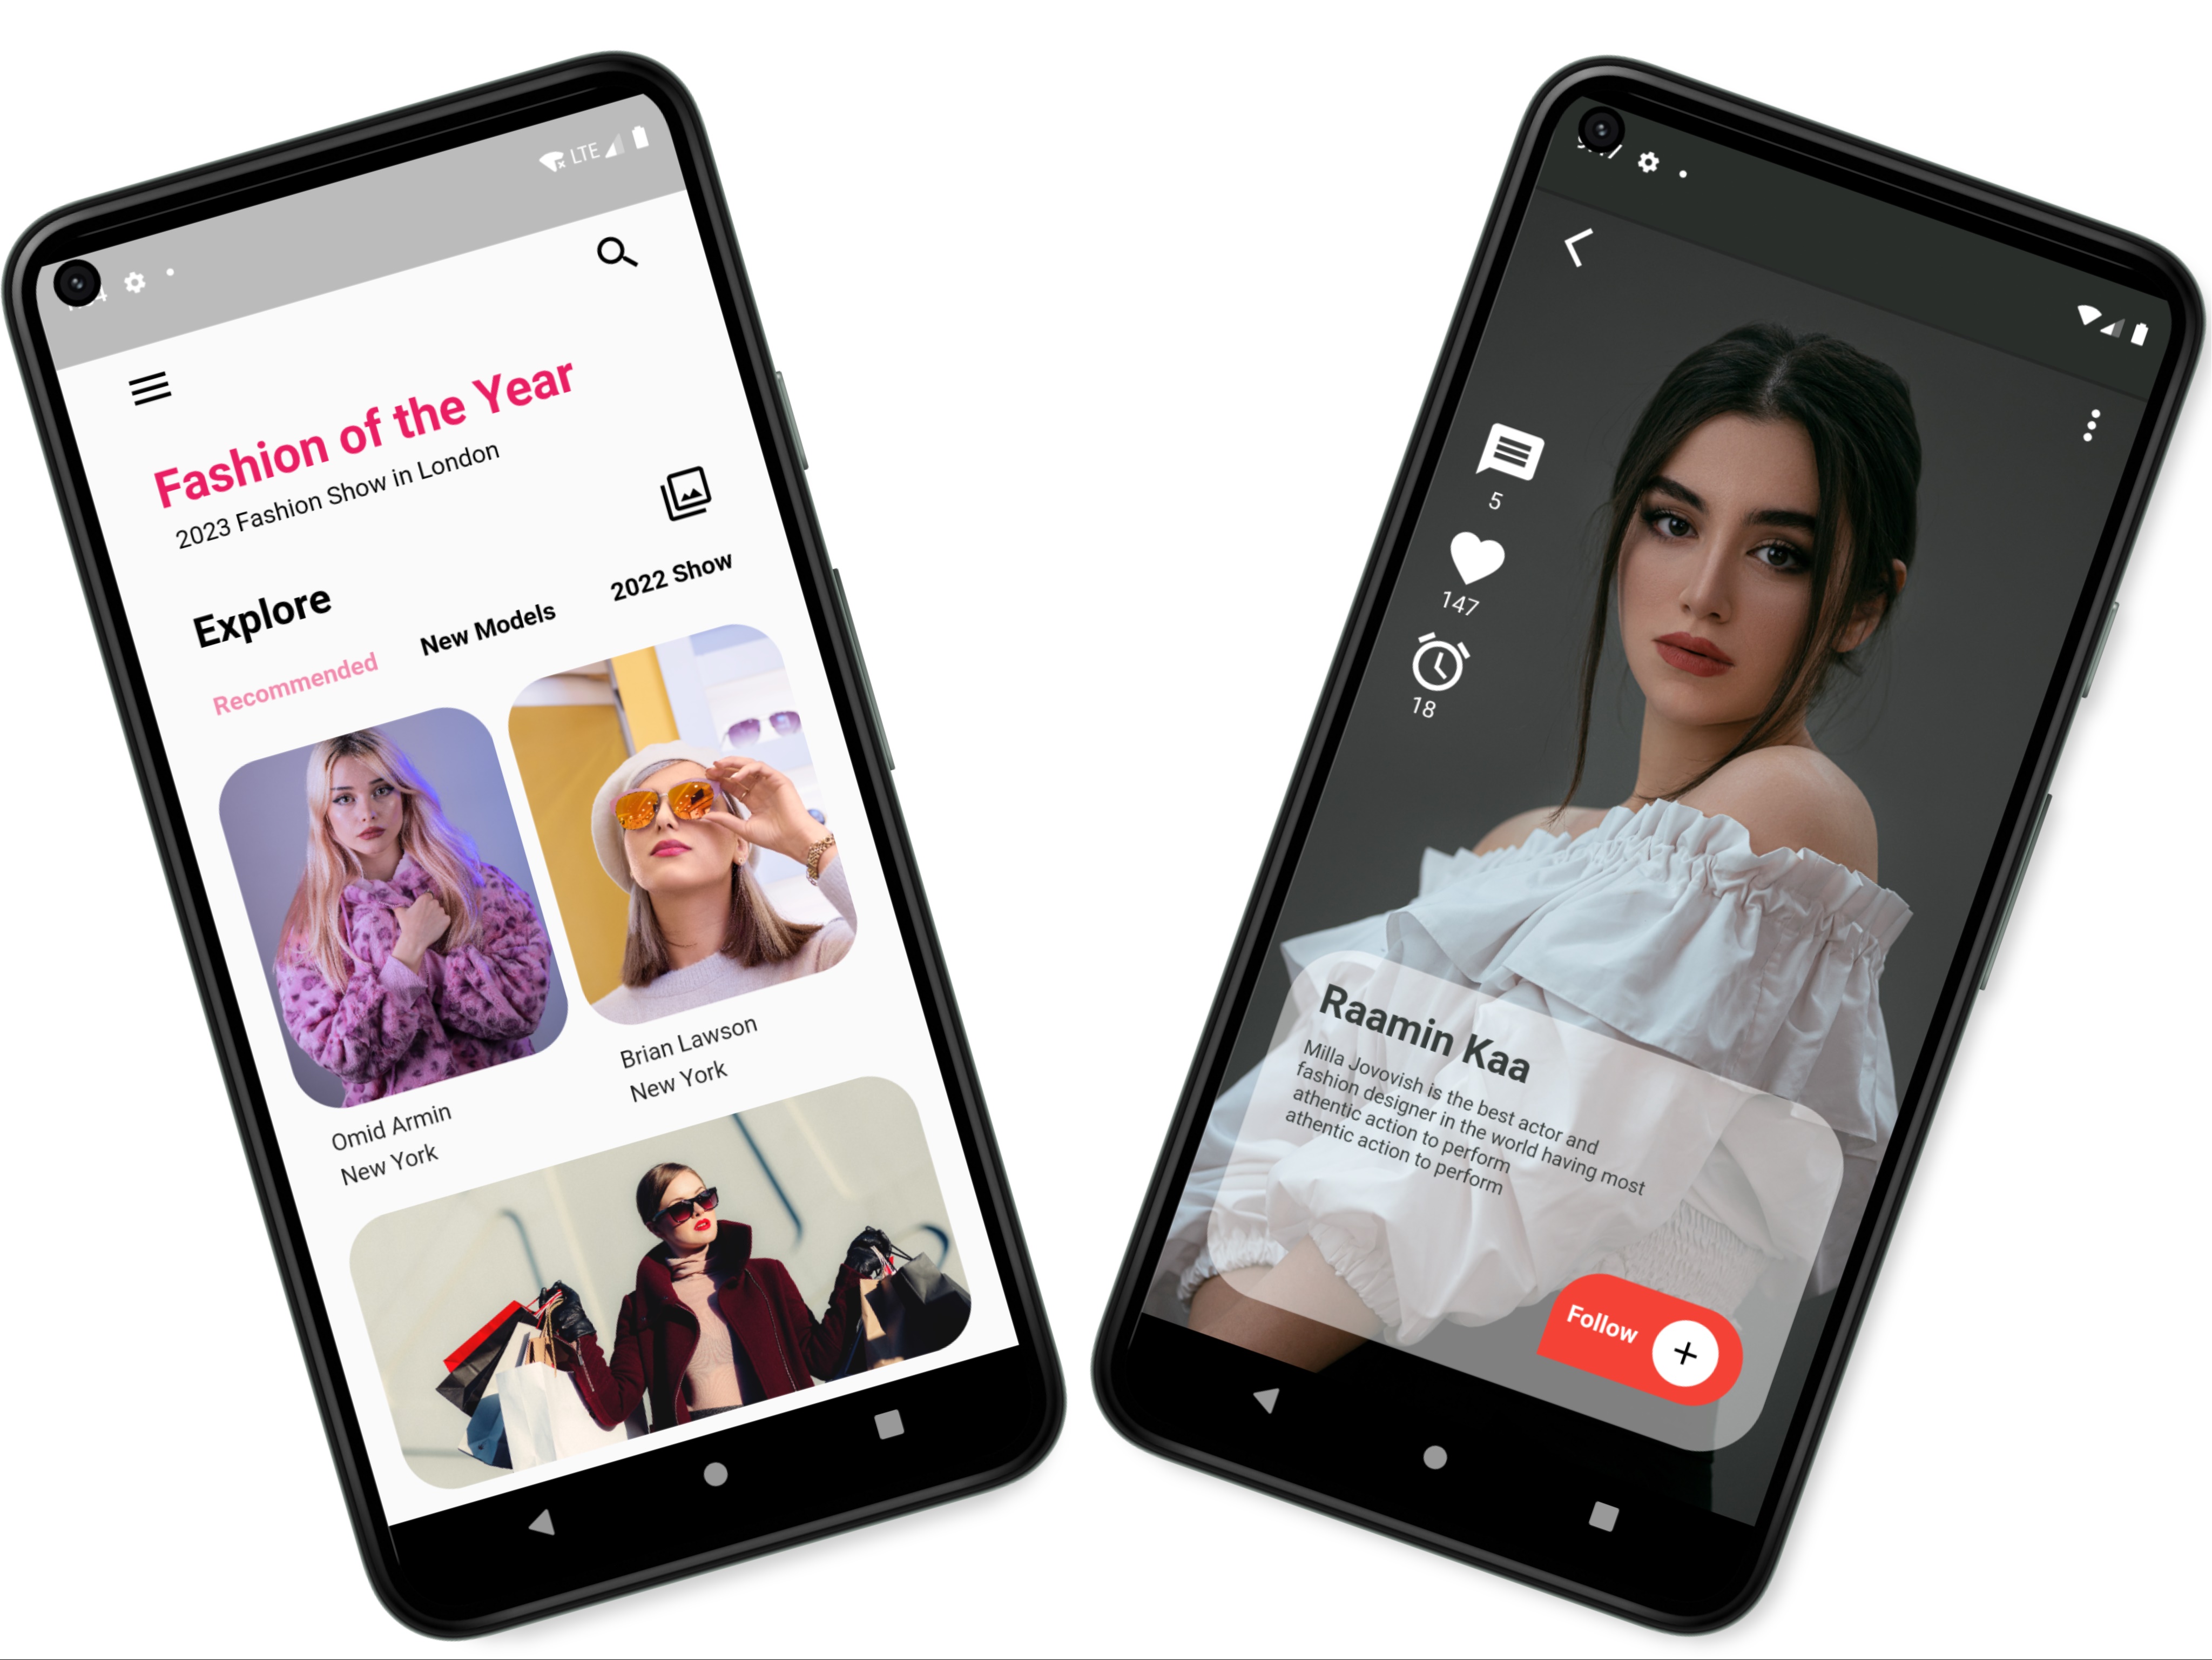 LTE
Fashion of the Year
2023 Fashion Show in London
Explore
Recommended
New Models
2022 Show
Omid Armin
New York
Brian Lawson
New York
5
147
18
Raamin Kaa
Milla Jovovish is the best actor and
fashion designer in the world having most
athentic action to perform
athentic action to perform
Follow